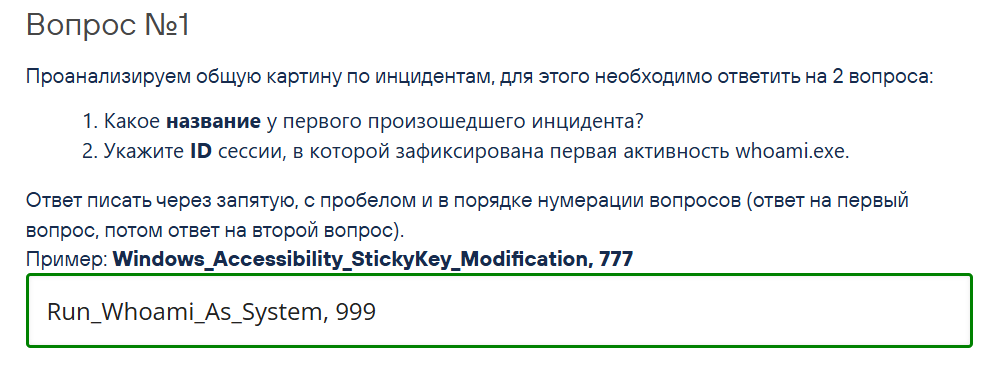 Вопрос №1
Проанализируем общую картину по инцидентам, для этого необходимо ответить на 2 вопроса:
1. Какое название у первого произошедшего инцидента?
2. Укажите ID сессии, в которой зафиксирована первая активность whoami.exe.
Ответ писать через запятую, с пробелом и в порядке нумерации вопросов (ответ на первый
вопрос, потом ответ на второй вопрос).
Пример: Windows_Accessibility_StickyKey_Modification, 777
Run_Whoami_As_System, 999